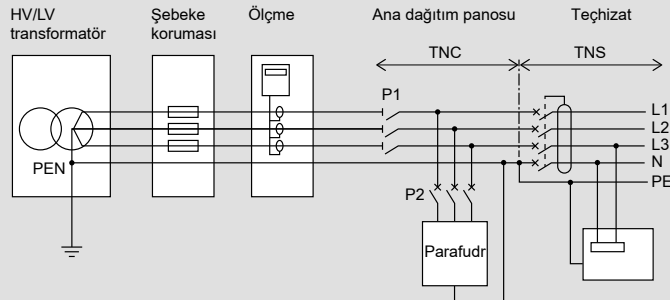 HV/LV
transformatör
Şebeke
koruması
Ölçme
Ana dağıtım panosu
Teçhizat
TNC
TNS
P1
L1
L2
L3
N
PE
PEN
P2
Parafudr